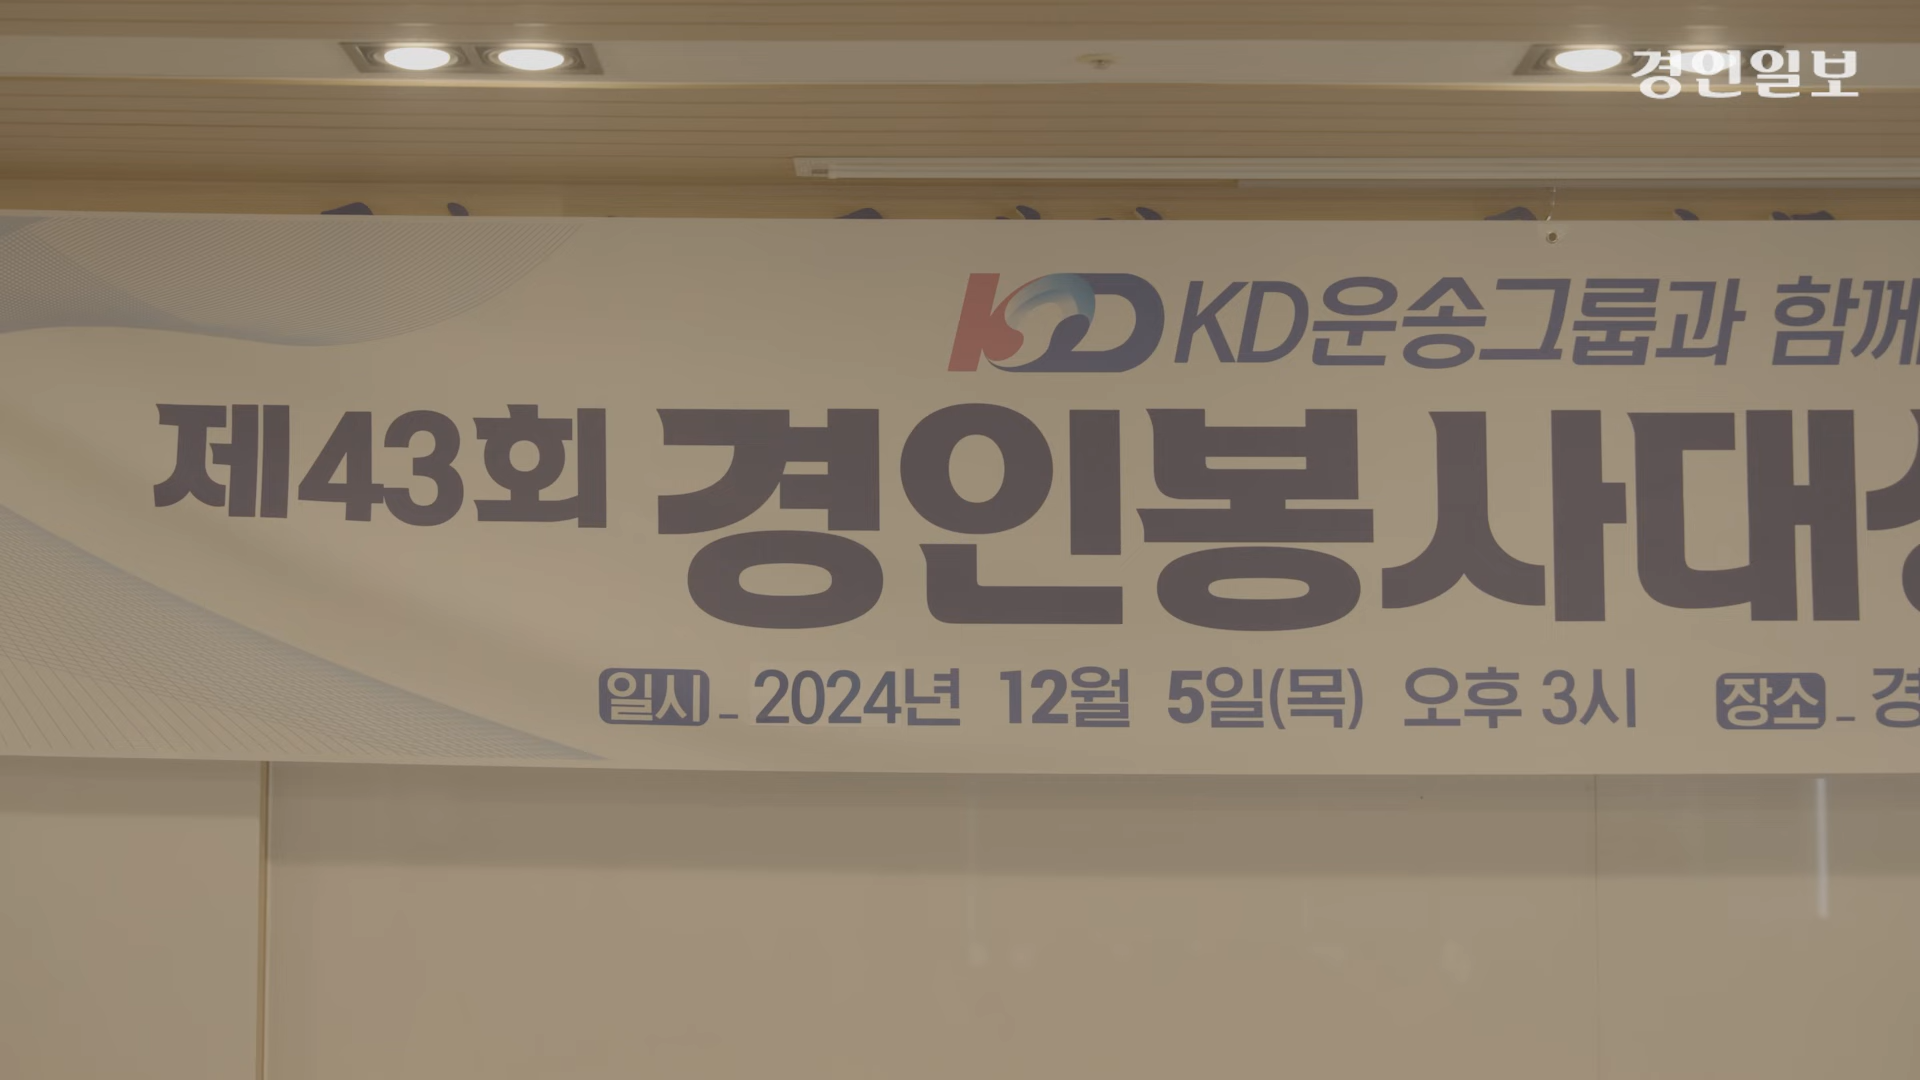 경인일보
KD KD운송그룹과 함께
제43회 경인봉사대
일시 - 2024년 12월 5일(목) 오후 3시 장소 -